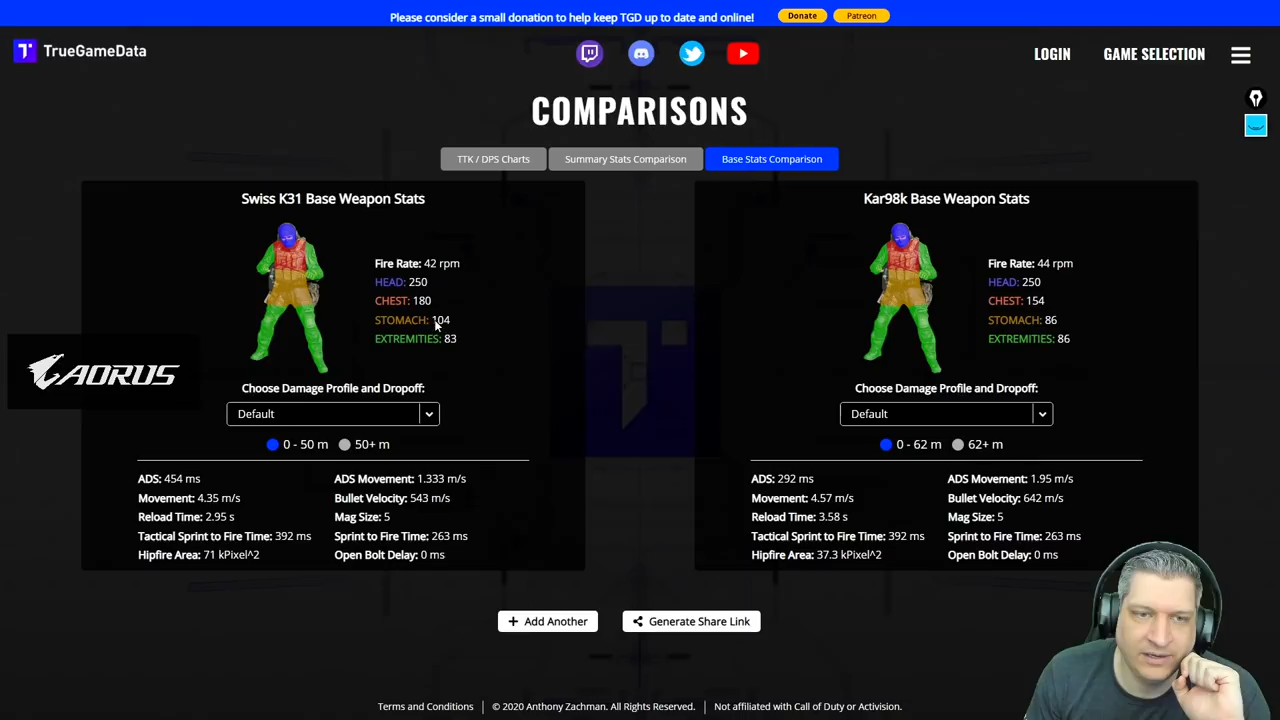 Please consider a small donation to help keep TGD up to date and online!
Donate
Patreon
TrueGameData
LOGIN
GAME SELECTION
COMPARISONS
TTK / DPS Charts
Summary Stats Comparison
Base Stats Comparison
Swiss K31 Base Weapon Stats
Fire Rate: 42 rpm
HEAD: 250
CHEST: 180
STOMACH: 104
EXTREMITIES: 83
Choose Damage Profile and Dropoff:
Default
0 - 50 m
50+ m
ADS: 454 ms
ADS Movement: 1.333 m/s
Movement: 4.35 m/s
Bullet Velocity: 543 m/s
Reload Time: 2.95 s
Mag Size: 5
Tactical Sprint to Fire Time: 392 ms
Sprint to Fire Time: 263 ms
Hipfire Area: 71 kPixel^2
Open Bolt Delay: 0 ms
Kar98k Base Weapon Stats
Fire Rate: 44 rpm
HEAD: 250
CHEST: 154
STOMACH: 86
EXTREMITIES: 86
Choose Damage Profile and Dropoff:
Default
0 - 62 m
62+ m
ADS: 292 ms
ADS Movement: 1.95 m/s
Movement: 4.57 m/s
Bullet Velocity: 642 m/s
Reload Time: 3.58 s
Mag Size: 5
Tactical Sprint to Fire Time: 392 ms
Sprint to Fire Time: 263 ms
Hipfire Area: 37.3 kPixel^2
Open Bolt Delay: 0 ms
AORUS
+ Add Another
Generate Share Link
Terms and Conditions | © 2020 Anthony Zachman. All Rights Reserved. | Not affiliated with Call of Duty or Activision.